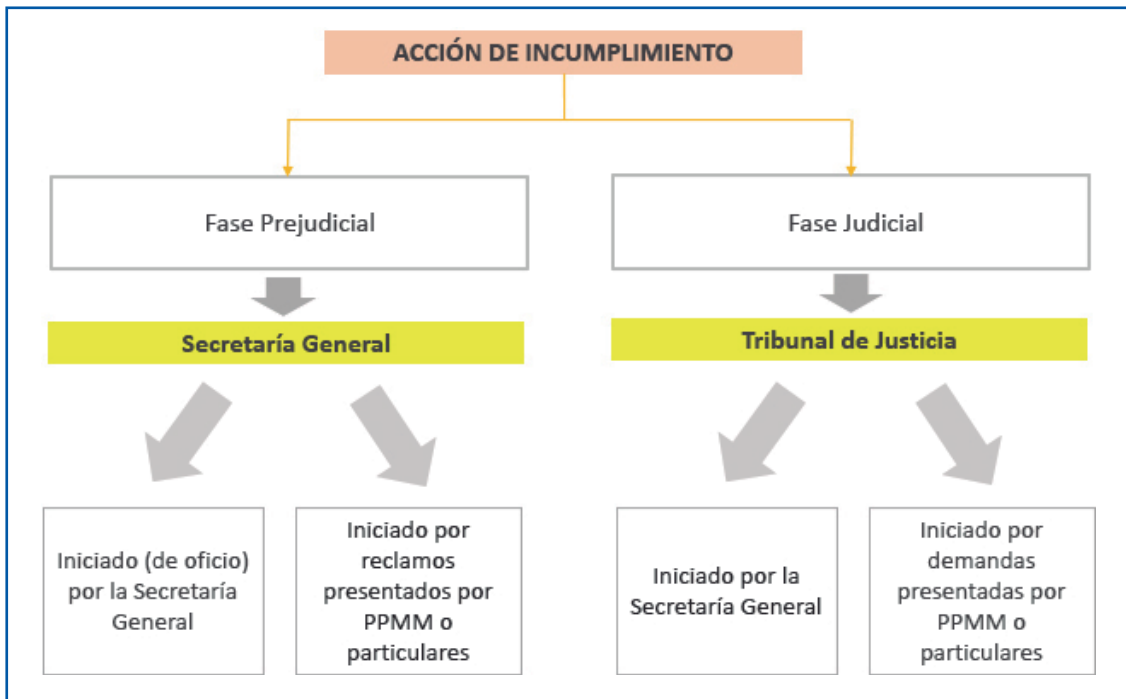 ACCIÓN DE INCUMPLIMIENTO
Fase Prejudicial
Fase Judicial
Secretaría General
Tribunal de Justicia
Iniciado (de oficio)
por la Secretaría
General
Iniciado por
reclamos
presentados por
PPMM o
particulares
Iniciado por la
Secretaría General
Iniciado por
demandas
presentadas por
PPMM o
particulares